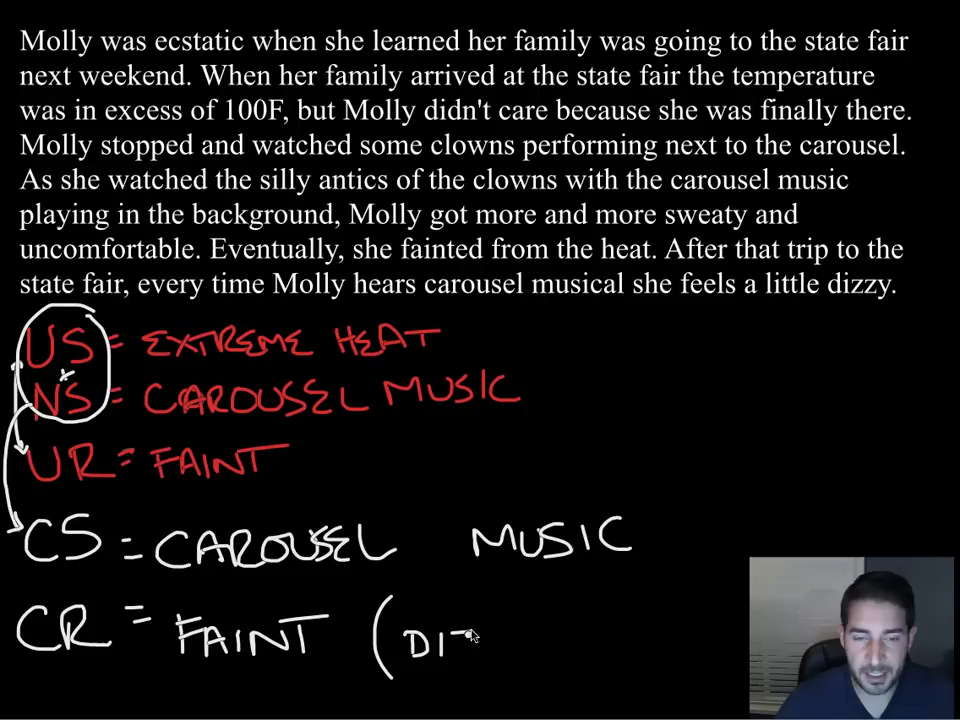 Molly was ecstatic when she learned her family was going to the state fair
next weekend. When her family arrived at the state fair the temperature
was in excess of 100F, but Molly didn't care because she was finally there.
Molly stopped and watched some clowns performing next to the carousel.
As she watched the silly antics of the clowns with the carousel music
playing in the background, Molly got more and more sweaty and
uncomfortable. Eventually, she fainted from the heat. After that trip to the
state fair, every time Molly hears carousel musical she feels a little dizzy.
US = EXTREME HEAT
NS = CAROUSEL MUSIC
UR = FAINT
CS = CAROUSEL MUSIC
CR = FAINT (DI